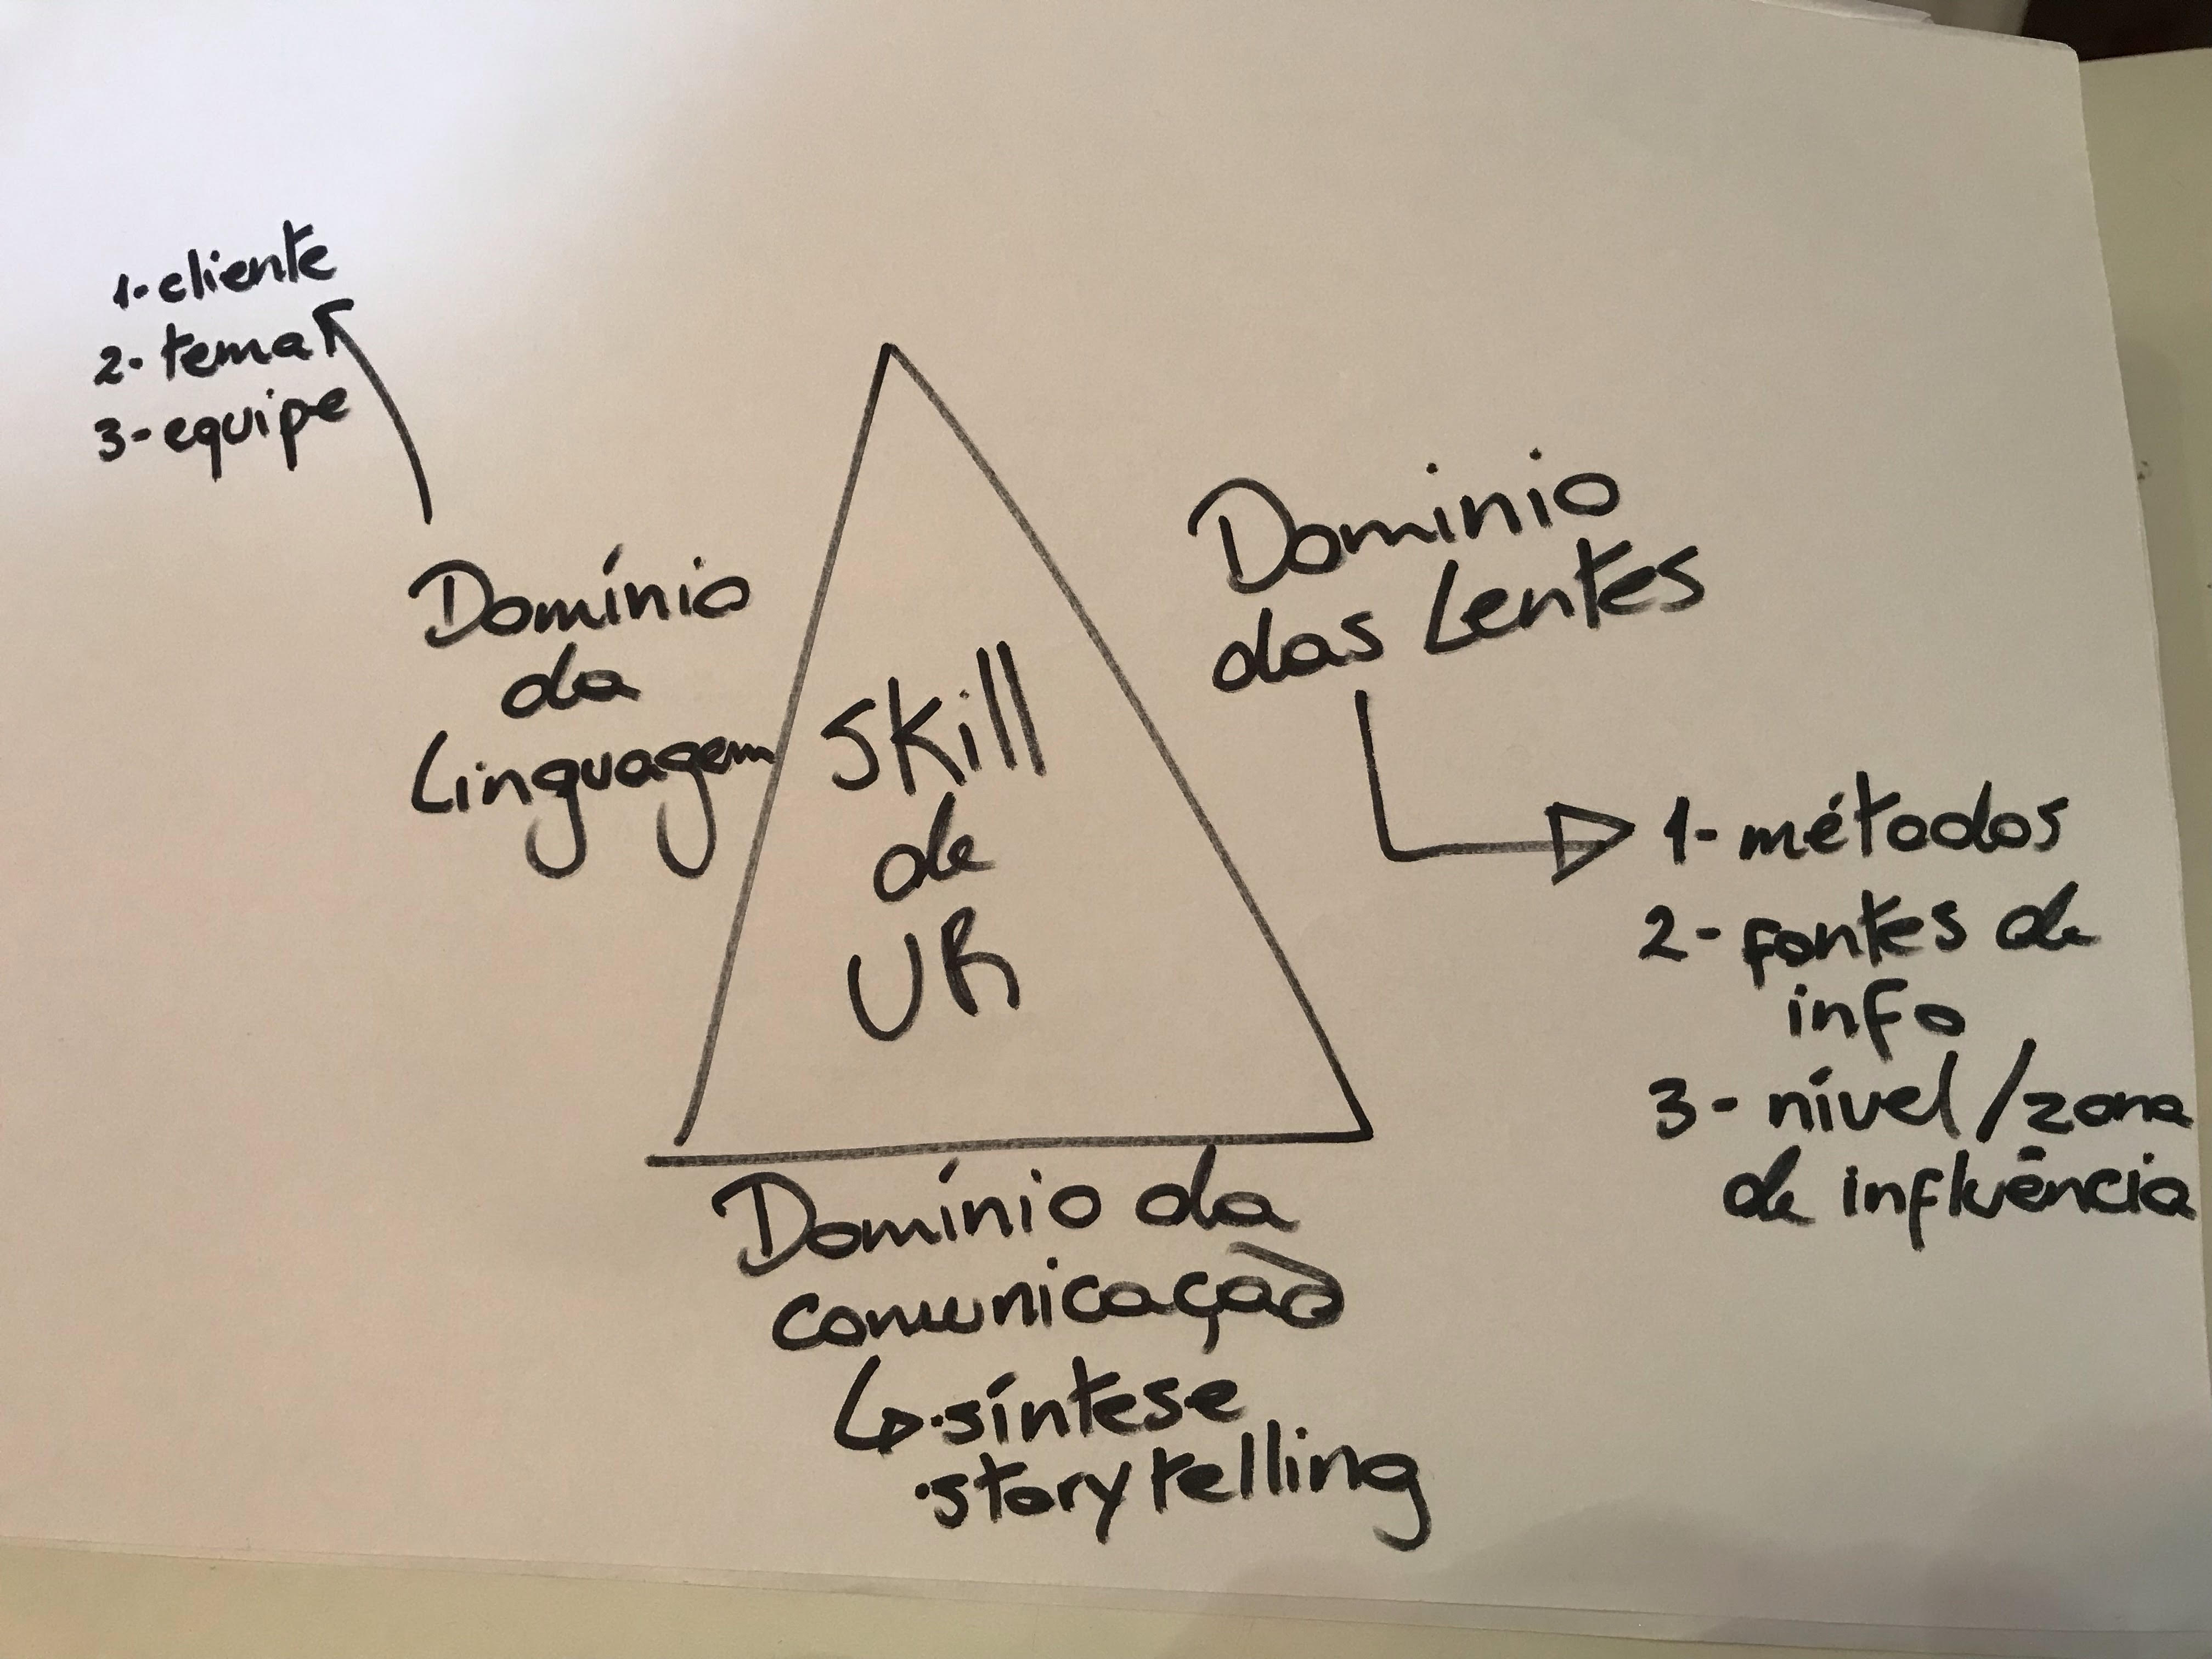 1- cliente
2- tema
3- equipe
Domínio
da
Linguagem
Skill
de
UR
Dominio
das Lentes
1- métodos
2- fontes de
info
3- nível/zona
de influência
Domínio da
comunicação
↳ · síntese
· storytelling